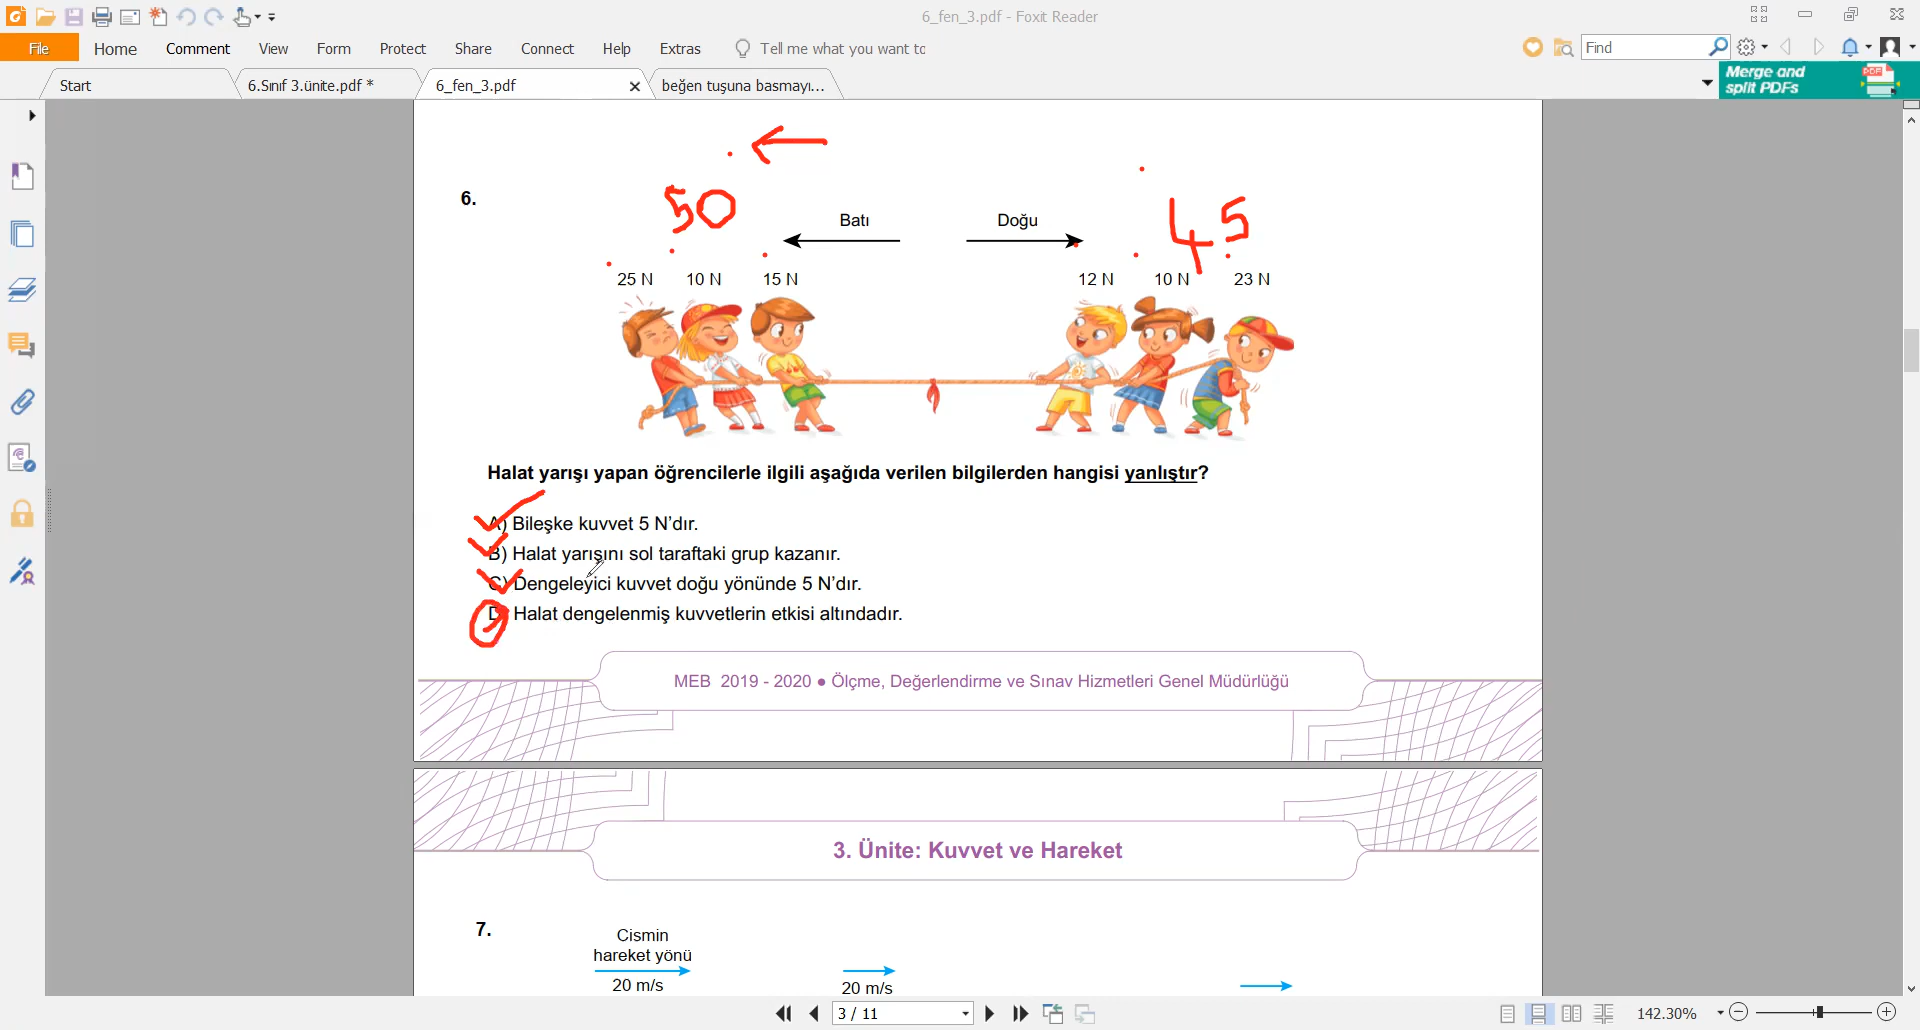 6_fen_3.pdf - Foxit Reader
File Home Comment View Form Protect Share Connect Help Extras Tell me what you want to
Find
Start
6.Sınıf 3.ünite.pdf *
6_fen_3.pdf
beğen tuşuna basmayı...
Merge and
split PDFs
PDF
6.
50
45
Batı Doğu
25 N 10 N 15 N 12 N 10 N 23 N
Halat yarışı yapan öğrencilerle ilgili aşağıda verilen bilgilerden hangisi yanlıştır?
A) Bileşke kuvvet 5 N’dır.
B) Halat yarışını sol taraftaki grup kazanır.
C) Dengeleyici kuvvet doğu yönünde 5 N’dır.
D) Halat dengelenmiş kuvvetlerin etkisi altındadır.
MEB 2019 - 2020 ● Ölçme, Değerlendirme ve Sınav Hizmetleri Genel Müdürlüğü
3. Ünite: Kuvvet ve Hareket
7.
Cismin
hareket yönü
20 m/s 20 m/s
3 / 11
142.30%